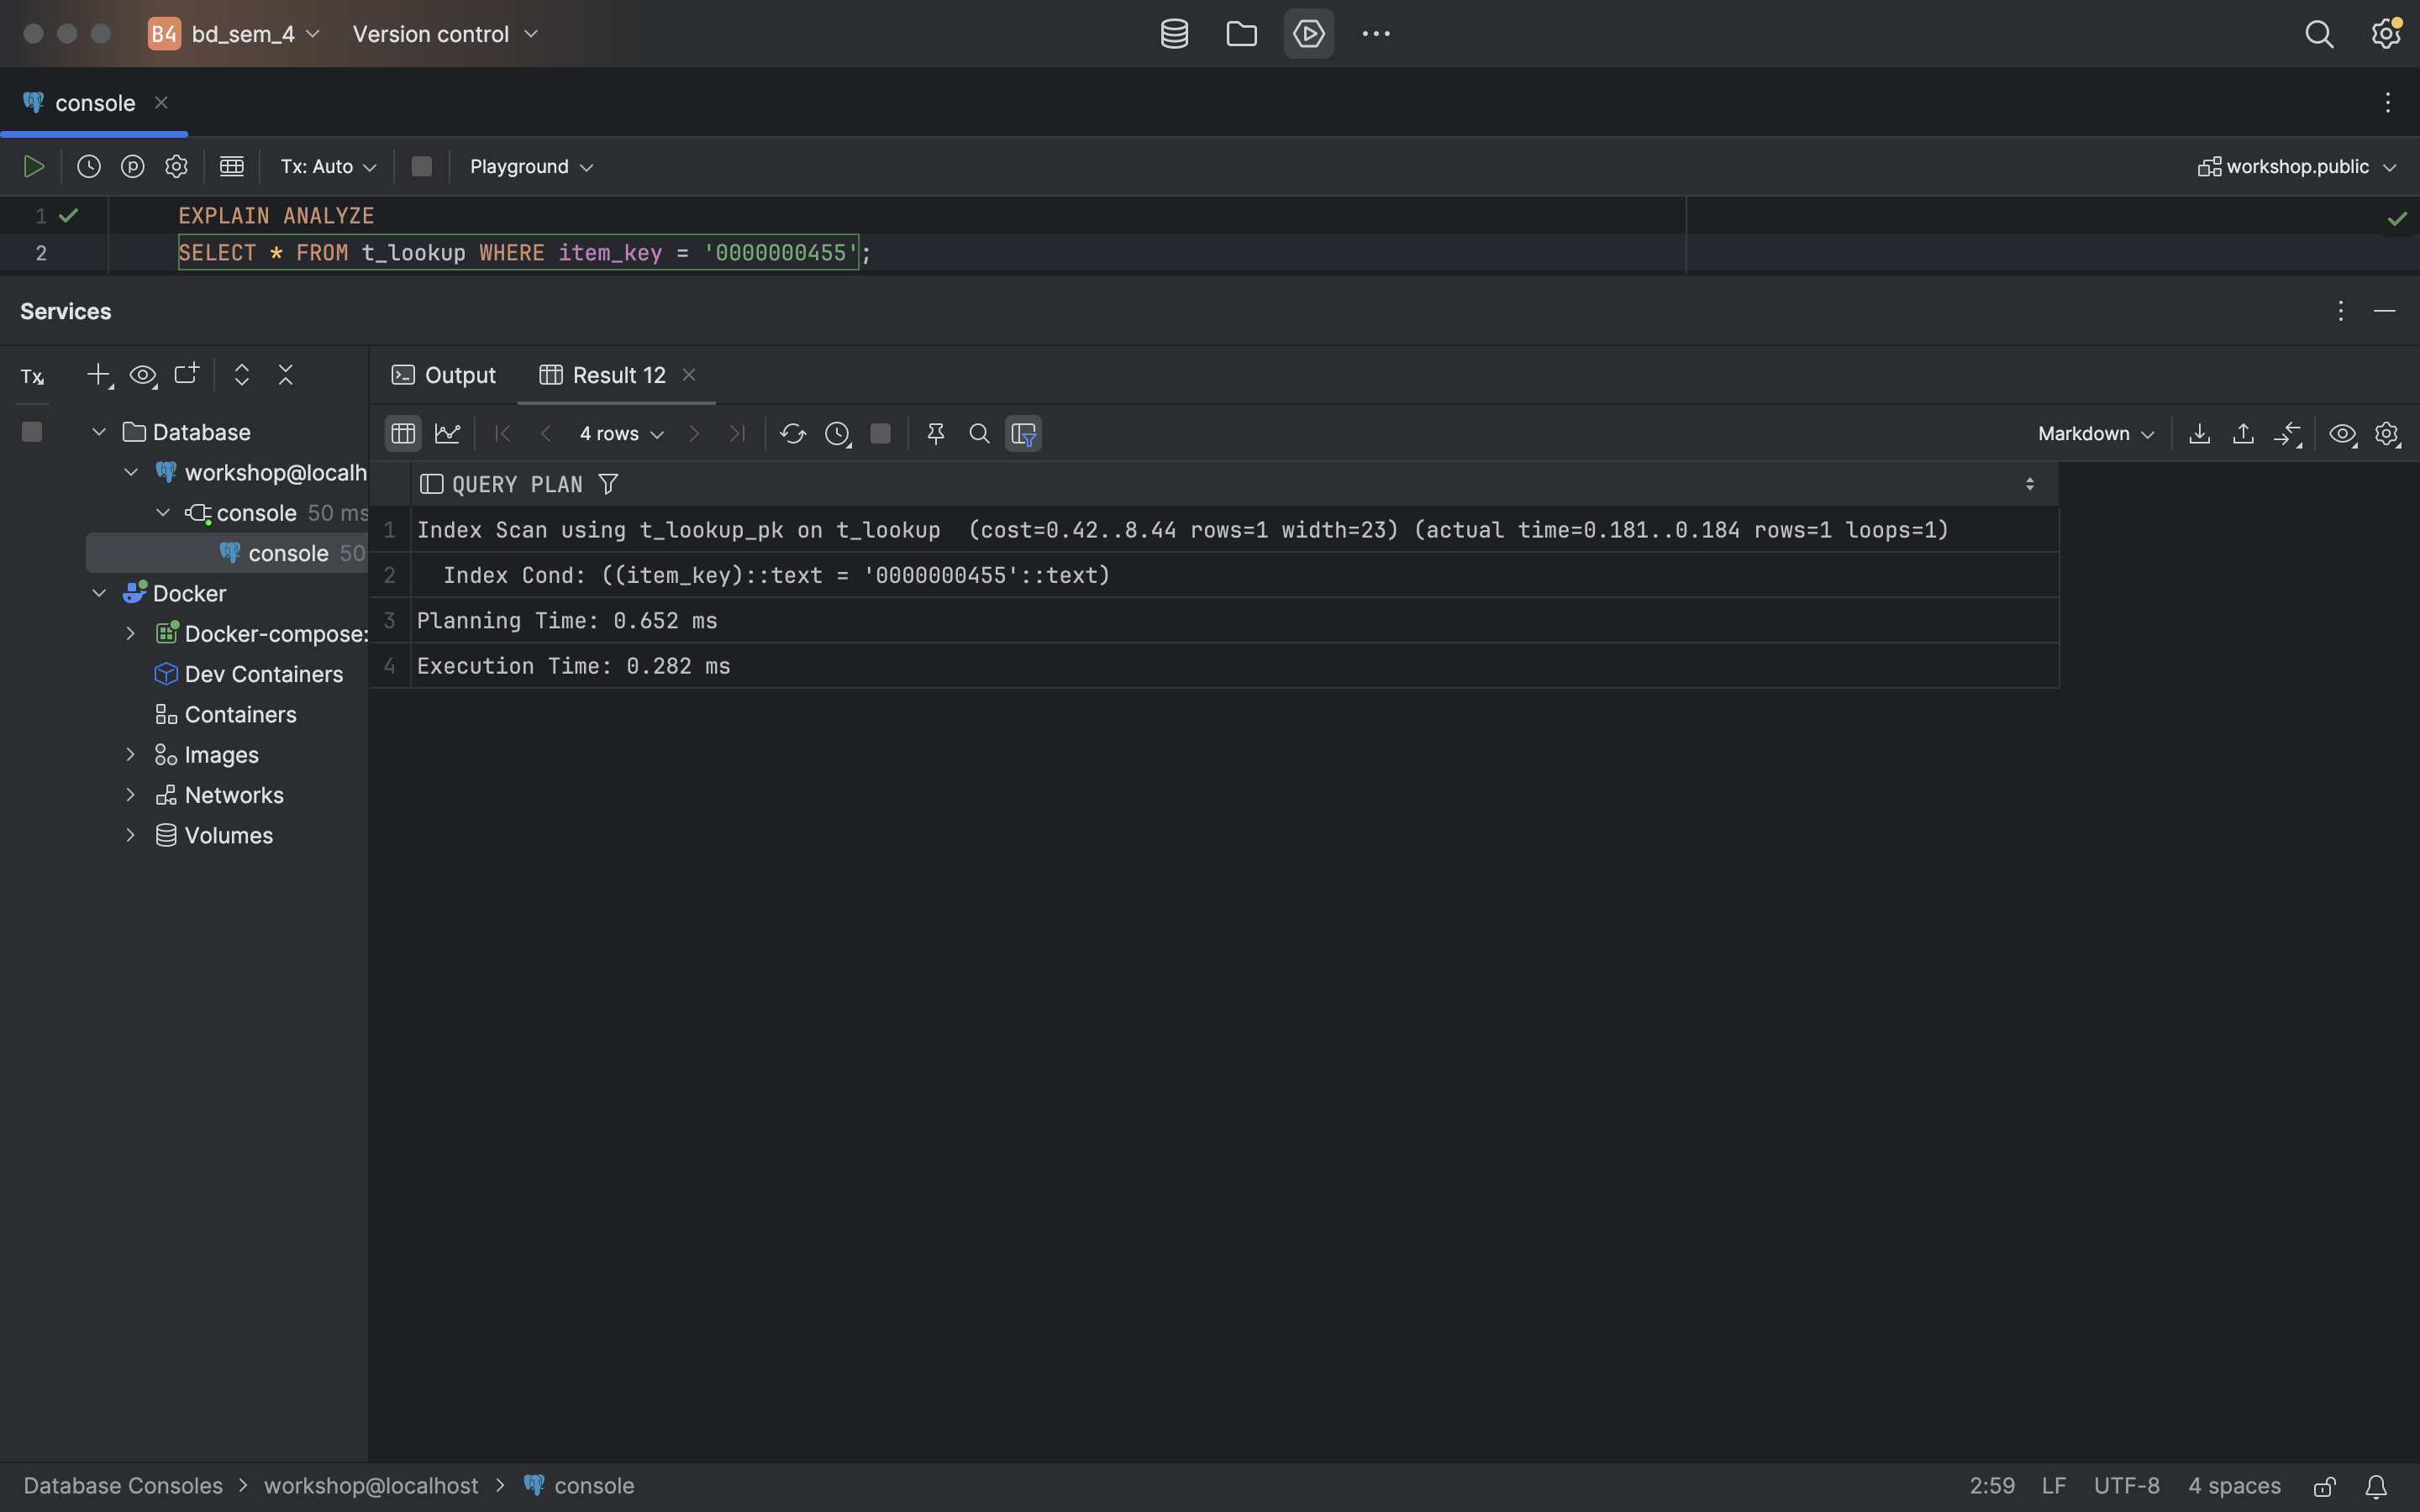 B4 bd_sem_4 Version control
console
Tx: Auto Playground workshop.public
1 EXPLAIN ANALYZE
2 SELECT * FROM t_lookup WHERE item_key = '0000000455';
Services
Tx
Output Result 12
Database
workshop@localh
console 50 ms
console 50
Docker
Docker-compose:
Dev Containers
Containers
Images
Networks
Volumes
4 rows Markdown
QUERY PLAN
1 Index Scan using t_lookup_pk on t_lookup  (cost=0.42..8.44 rows=1 width=23) (actual time=0.181..0.184 rows=1 loops=1)
2   Index Cond: ((item_key)::text = '0000000455'::text)
3 Planning Time: 0.652 ms
4 Execution Time: 0.282 ms
Database Consoles > workshop@localhost > console
2:59 LF UTF-8 4 spaces